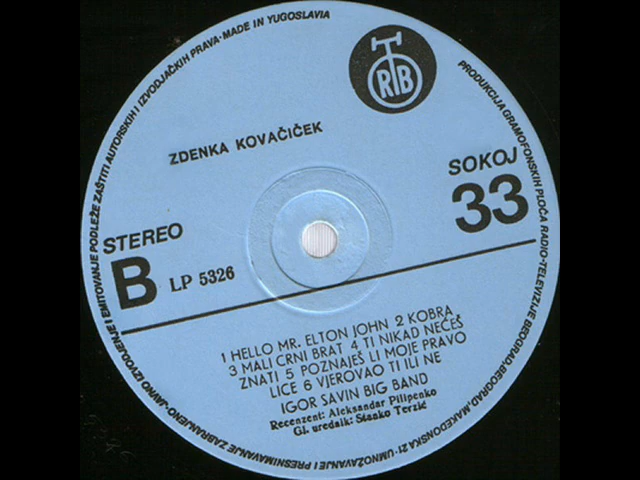 RTB
ZDENKA KOVAČIČEK
SOKOJ
33
STEREO
B
LP 5326
1 HELLO MR. ELTON JOHN 2 KOBRA
3 MALI CRNI BRAT 4 TI NIKAD NEĆEŠ
ZNATI 5 POZNAJEŠ LI MOJE PRAVO
LICE 6 VJEROVAO TI ILI NE
IGOR SAVIN BIG BAND
Recenzent: Aleksandar Pilipenko
Gl. urednik: Stanko Terzić
PRODUKCIJA GRAMOFONSKIH PLOČA RADIO-TELEVIZIJE BEOGRAD, BEOGRAD, MAKEDONSKA 21 · UMNOŽAVANJE I PRESNIMAVANJE ZABRANJENO-JAVNO IZVODJENJE I EMITOVANJE PODLEŽE ZAŠTITI AUTORSKIH I IZVODJAČKIH PRAVA · MADE IN YUGOSLAVIA